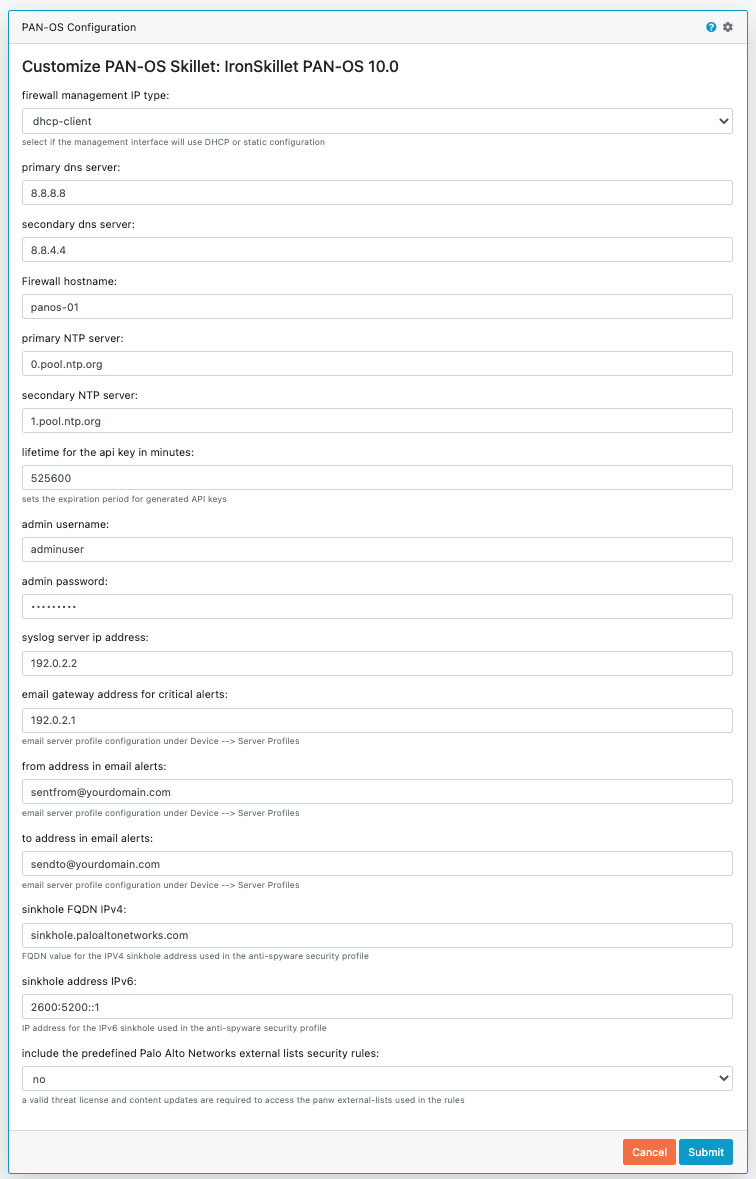 PAN-OS Configuration
Customize PAN-OS Skillet: IronSkillet PAN-OS 10.0
firewall management IP type:
dhcp-client
select if the management interface will use DHCP or static configuration
primary dns server:
8.8.8.8
secondary dns server:
8.8.4.4
Firewall hostname:
panos-01
primary NTP server:
0.pool.ntp.org
secondary NTP server:
1.pool.ntp.org
lifetime for the api key in minutes:
525600
sets the expiration period for generated API keys
admin username:
adminuser
admin password:
•••••••••
syslog server ip address:
192.0.2.2
email gateway address for critical alerts:
192.0.2.1
email server profile configuration under Device --> Server Profiles
from address in email alerts:
sentfrom@yourdomain.com
email server profile configuration under Device --> Server Profiles
to address in email alerts:
sendto@yourdomain.com
email server profile configuration under Device --> Server Profiles
sinkhole FQDN IPv4:
sinkhole.paloaltonetworks.com
FQDN value for the IPV4 sinkhole address used in the anti-spyware security profile
sinkhole address IPv6:
2600:5200::1
IP address for the IPv6 sinkhole used in the anti-spyware security profile
include the predefined Palo Alto Networks external lists security rules:
no
a valid threat license and content updates are required to access the panw external-lists used in the rules
Cancel Submit